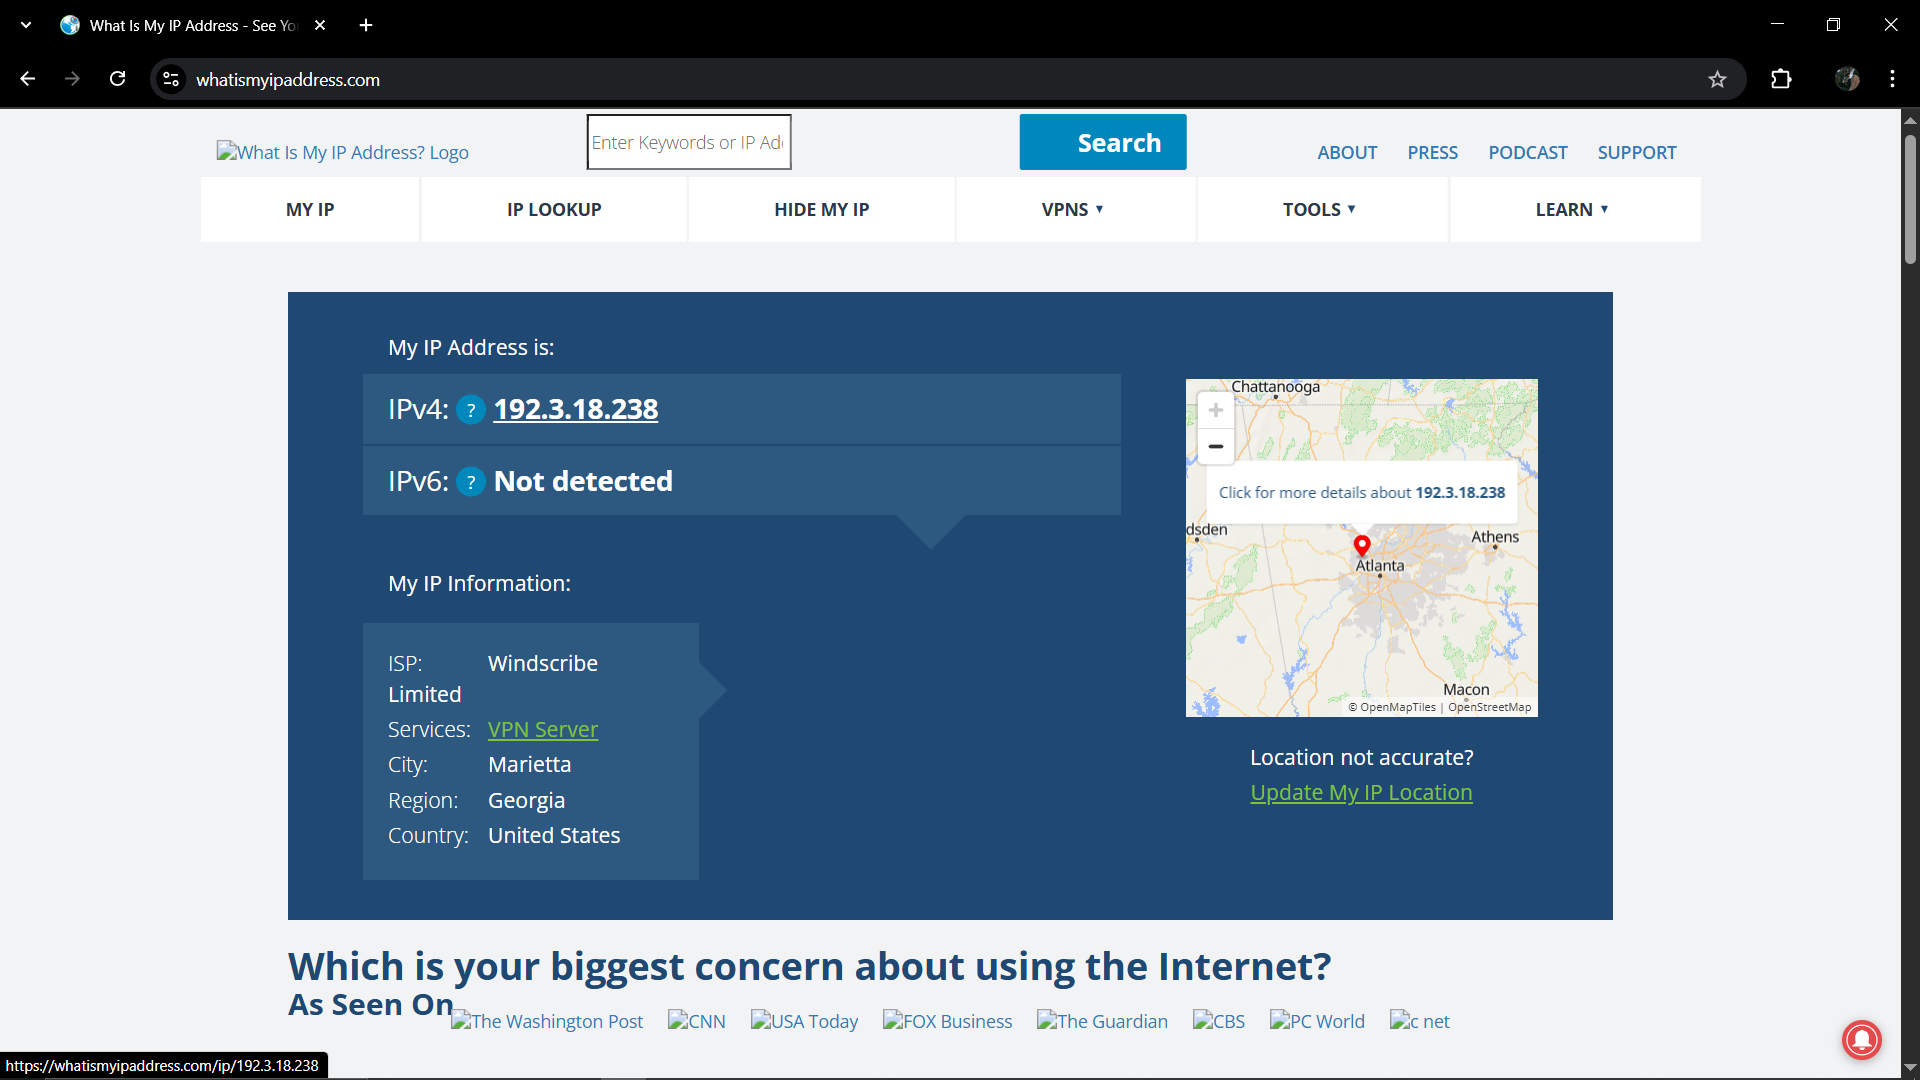 What Is My IP Address - See Yo
whatismyipaddress.com
What Is My IP Address? Logo
Enter Keywords or IP Ad
Search
ABOUT PRESS PODCAST SUPPORT
MY IP IP LOOKUP HIDE MY IP VPNS ▼ TOOLS ▼ LEARN ▼
My IP Address is:
IPv4: ? 192.3.18.238
IPv6: ? Not detected
Chattanooga
+
−
Click for more details about 192.3.18.238
dsden
Athens
Atlanta
Macon
© OpenMapTiles | OpenStreetMap
My IP Information:
ISP: Windscribe
Limited
Services: VPN Server
City: Marietta
Region: Georgia
Country: United States
Location not accurate?
Update My IP Location
Which is your biggest concern about using the Internet?
As Seen On
The Washington Post CNN USA Today FOX Business The Guardian CBS PC World c net
https://whatismyipaddress.com/ip/192.3.18.238